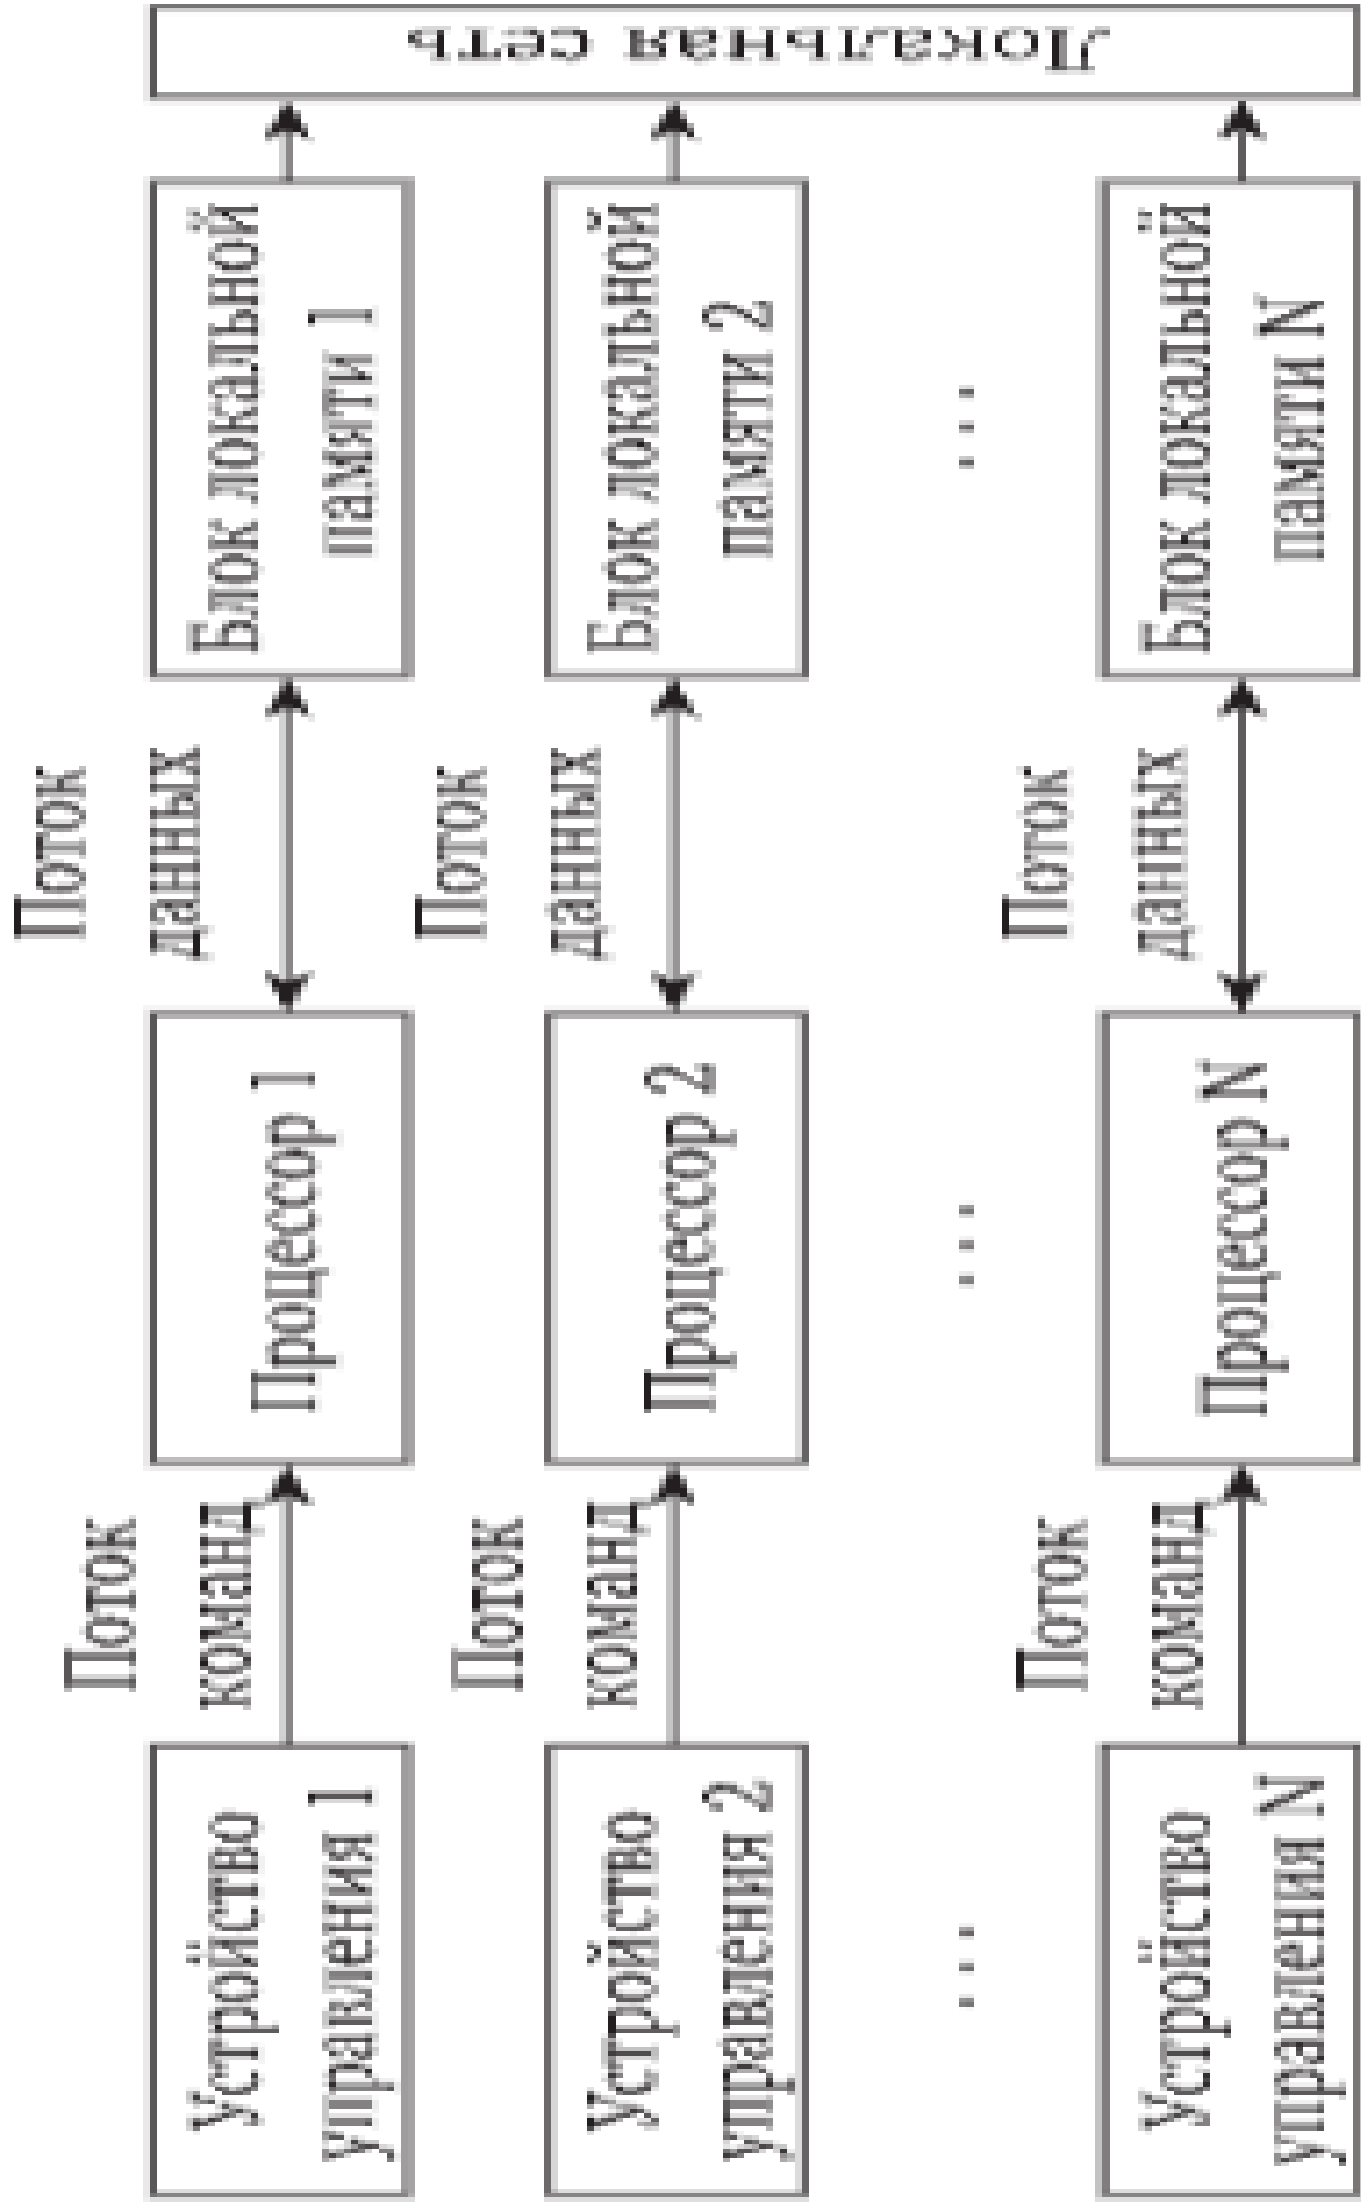 Поток
команд
Поток
данных
Устройство
управления 1
Процессор 1
Блок локальной
памяти 1
Поток
команд
Поток
данных
Устройство
управления 2
Процессор 2
Блок локальной
памяти 2
...
...
...
Поток
команд
Поток
данных
Устройство
управления N
Процессор N
Блок локальной
памяти N
Локальная сеть